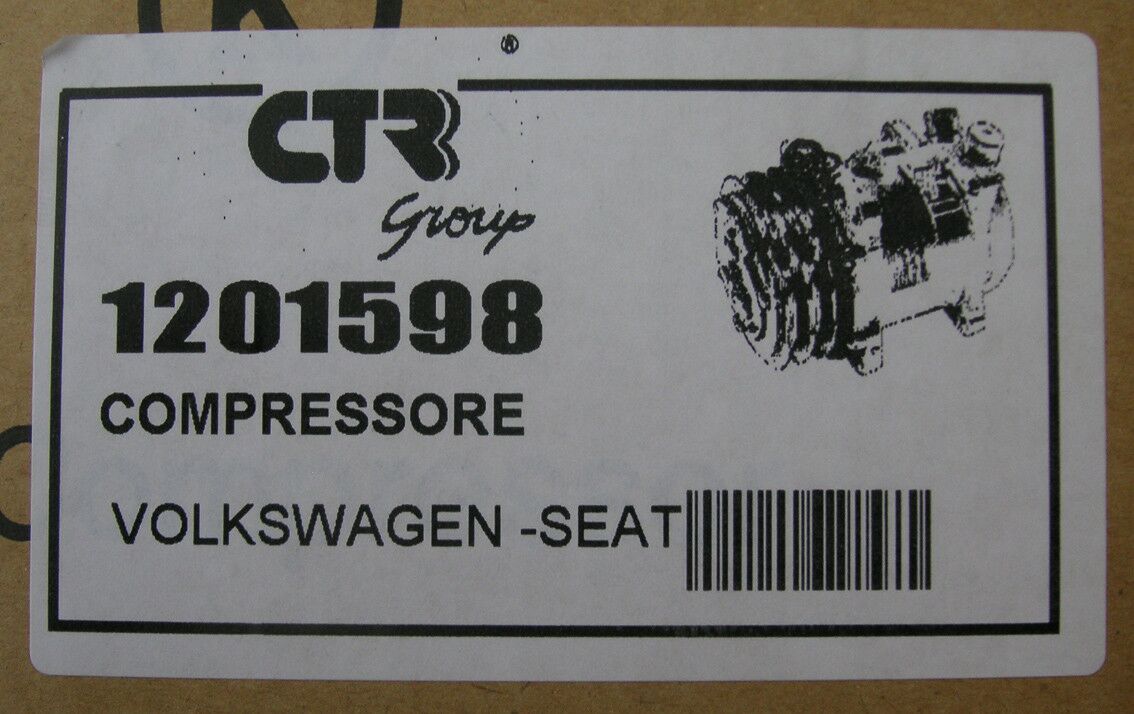 ®
CTR
Group
1201598
COMPRESSORE
VOLKSWAGEN -SEAT